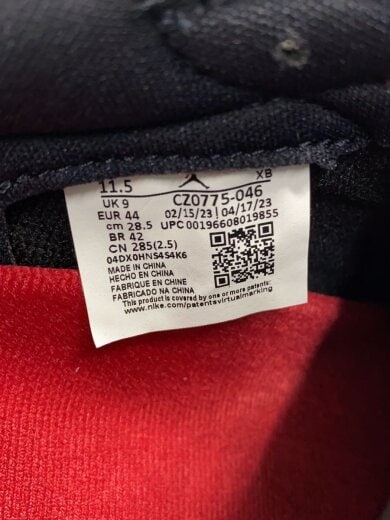 11.5 XB
UK 9 CZ0775-046
EUR 44 02/15/23 04/17/23
cm 28.5 UPC00196608019855
BR 42
CN 285(2.5)
04DX0HNS4S4K6
MADE IN CHINA
HECHO EN CHINA
FABRIQUE EN CHINE
FABRICADO NA CHINA
This product is covered by one or more patents:
www.nike.com/patentsvirtualmarking